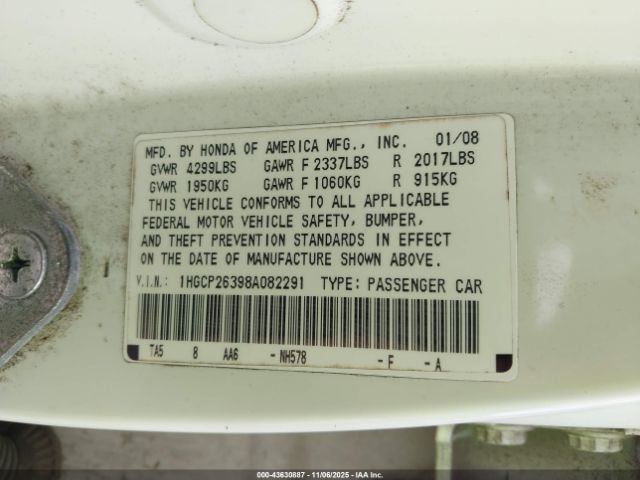 MFD. BY HONDA OF AMERICA MFG., INC. 01/08
GVWR 4299LBS GAWR F 2337LBS R 2017LBS
GVWR 1950KG GAWR F 1060KG R 915KG
THIS VEHICLE CONFORMS TO ALL APPLICABLE
FEDERAL MOTOR VEHICLE SAFETY, BUMPER,
AND THEFT PREVENTION STANDARDS IN EFFECT
ON THE DATE OF MANUFACTURE SHOWN ABOVE.
V.I.N.: 1HGCP26398A082291 TYPE: PASSENGER CAR
TA5 8 AA6 - NH578 - F - A
000-43630887 - 11/06/2025 - IAA Inc.